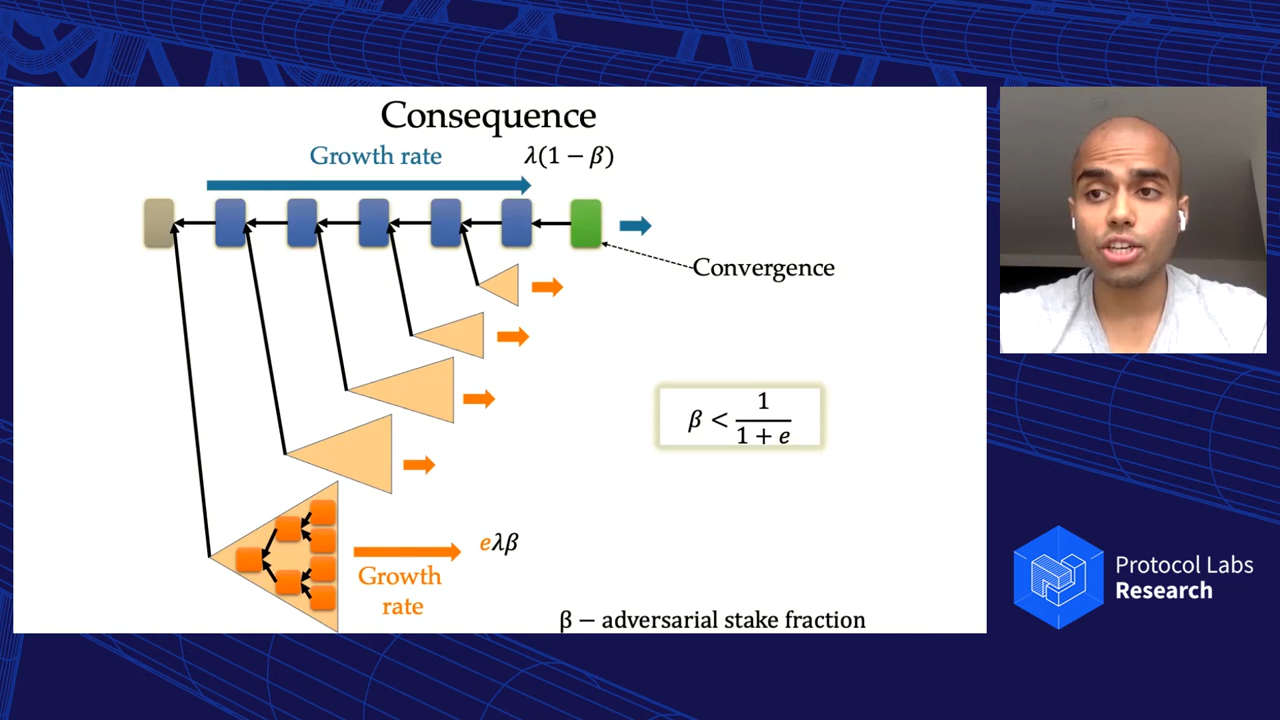 Consequence
Growth rate
λ(1 − β)
Convergence
β < 1/(1 + e)
eλβ
Growth
rate
β – adversarial stake fraction
Protocol Labs
Research